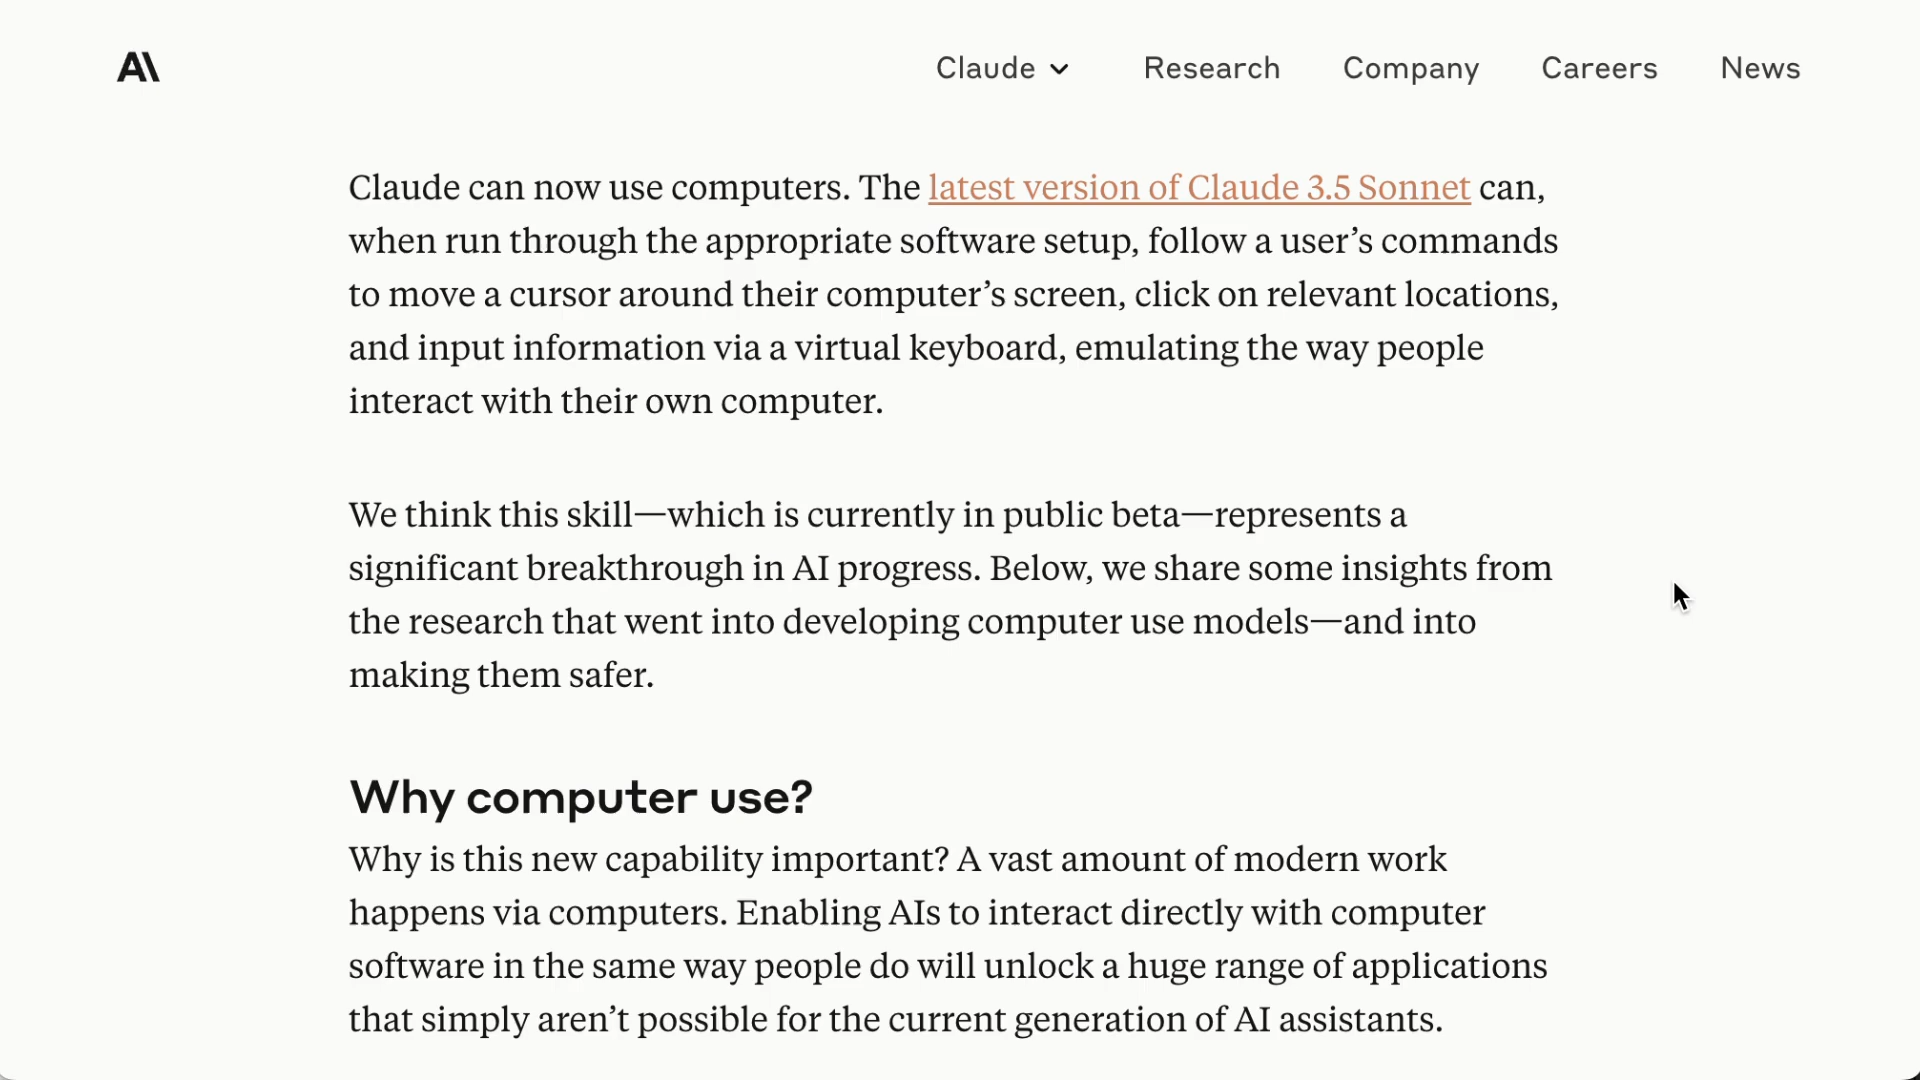 A\
Claude
Research
Company
Careers
News
Claude can now use computers. The latest version of Claude 3.5 Sonnet can,
when run through the appropriate software setup, follow a user’s commands
to move a cursor around their computer’s screen, click on relevant locations,
and input information via a virtual keyboard, emulating the way people
interact with their own computer.
We think this skill—which is currently in public beta—represents a
significant breakthrough in AI progress. Below, we share some insights from
the research that went into developing computer use models—and into
making them safer.
Why computer use?
Why is this new capability important? A vast amount of modern work
happens via computers. Enabling AIs to interact directly with computer
software in the same way people do will unlock a huge range of applications
that simply aren’t possible for the current generation of AI assistants.